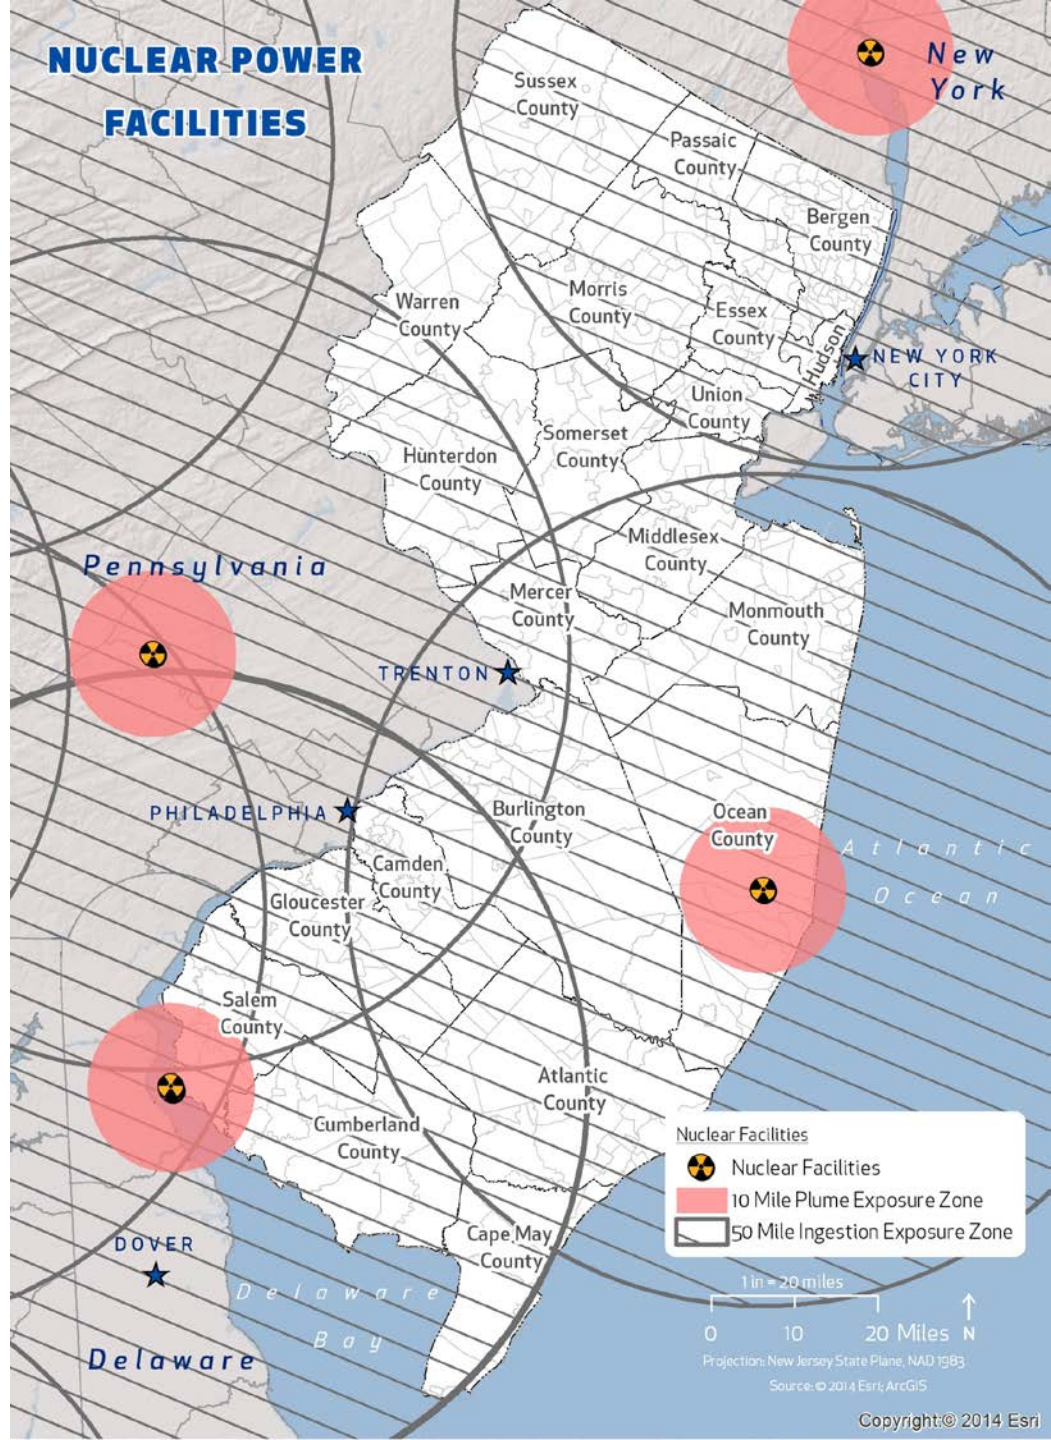 NUCLEAR POWER
FACILITIES
New
York
Sussex
County
Passaic
County
Bergen
County
Warren
County
Morris
County
Essex
County
Hudson
NEW YORK
CITY
Union
County
Somerset
County
Hunterdon
County
Middlesex
County
Pennsylvania
Mercer
County
Monmouth
County
TRENTON
PHILADELPHIA
Burlington
County
Ocean
County
Atlantic
Ocean
Camden
County
Gloucester
County
Salem
County
Atlantic
County
Cumberland
County
Cape May
County
DOVER
Delaware
Bay
Delaware
Nuclear Facilities
Nuclear Facilities
10 Mile Plume Exposure Zone
50 Mile Ingestion Exposure Zone
1 in = 20 miles
0 10 20 Miles N
Projection: New Jersey State Plane, NAD 1983
Source: © 2014 Esri; ArcGIS
Copyright:© 2014 Esri